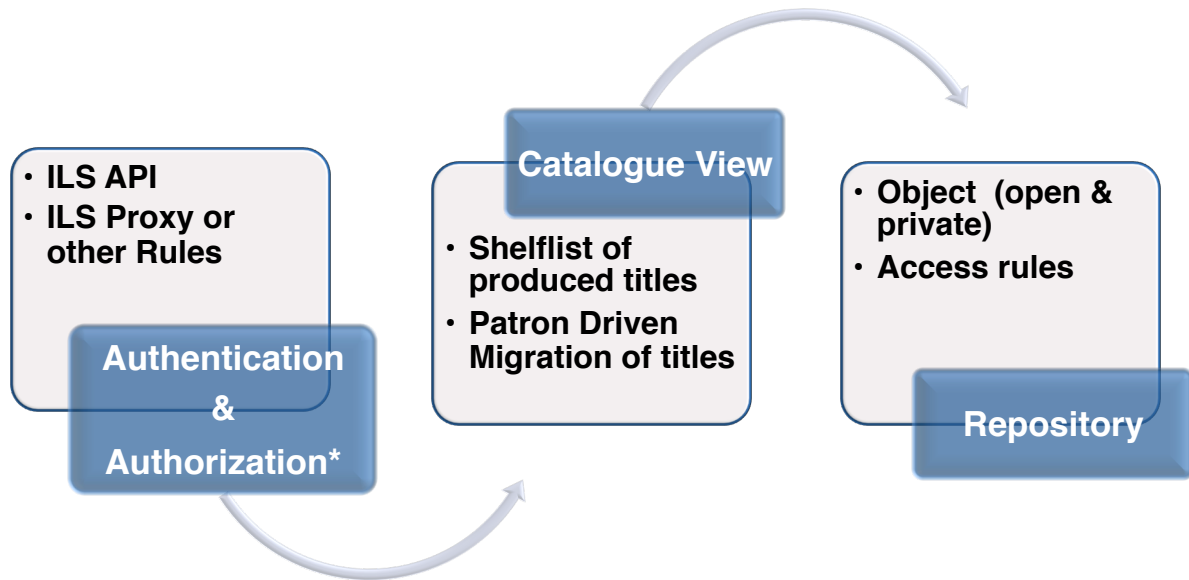 • ILS API
• ILS Proxy or
other Rules
Authentication
&
Authorization*
Catalogue View
• Shelflist of
produced titles
• Patron Driven
Migration of titles
• Object (open &
private)
• Access rules
Repository